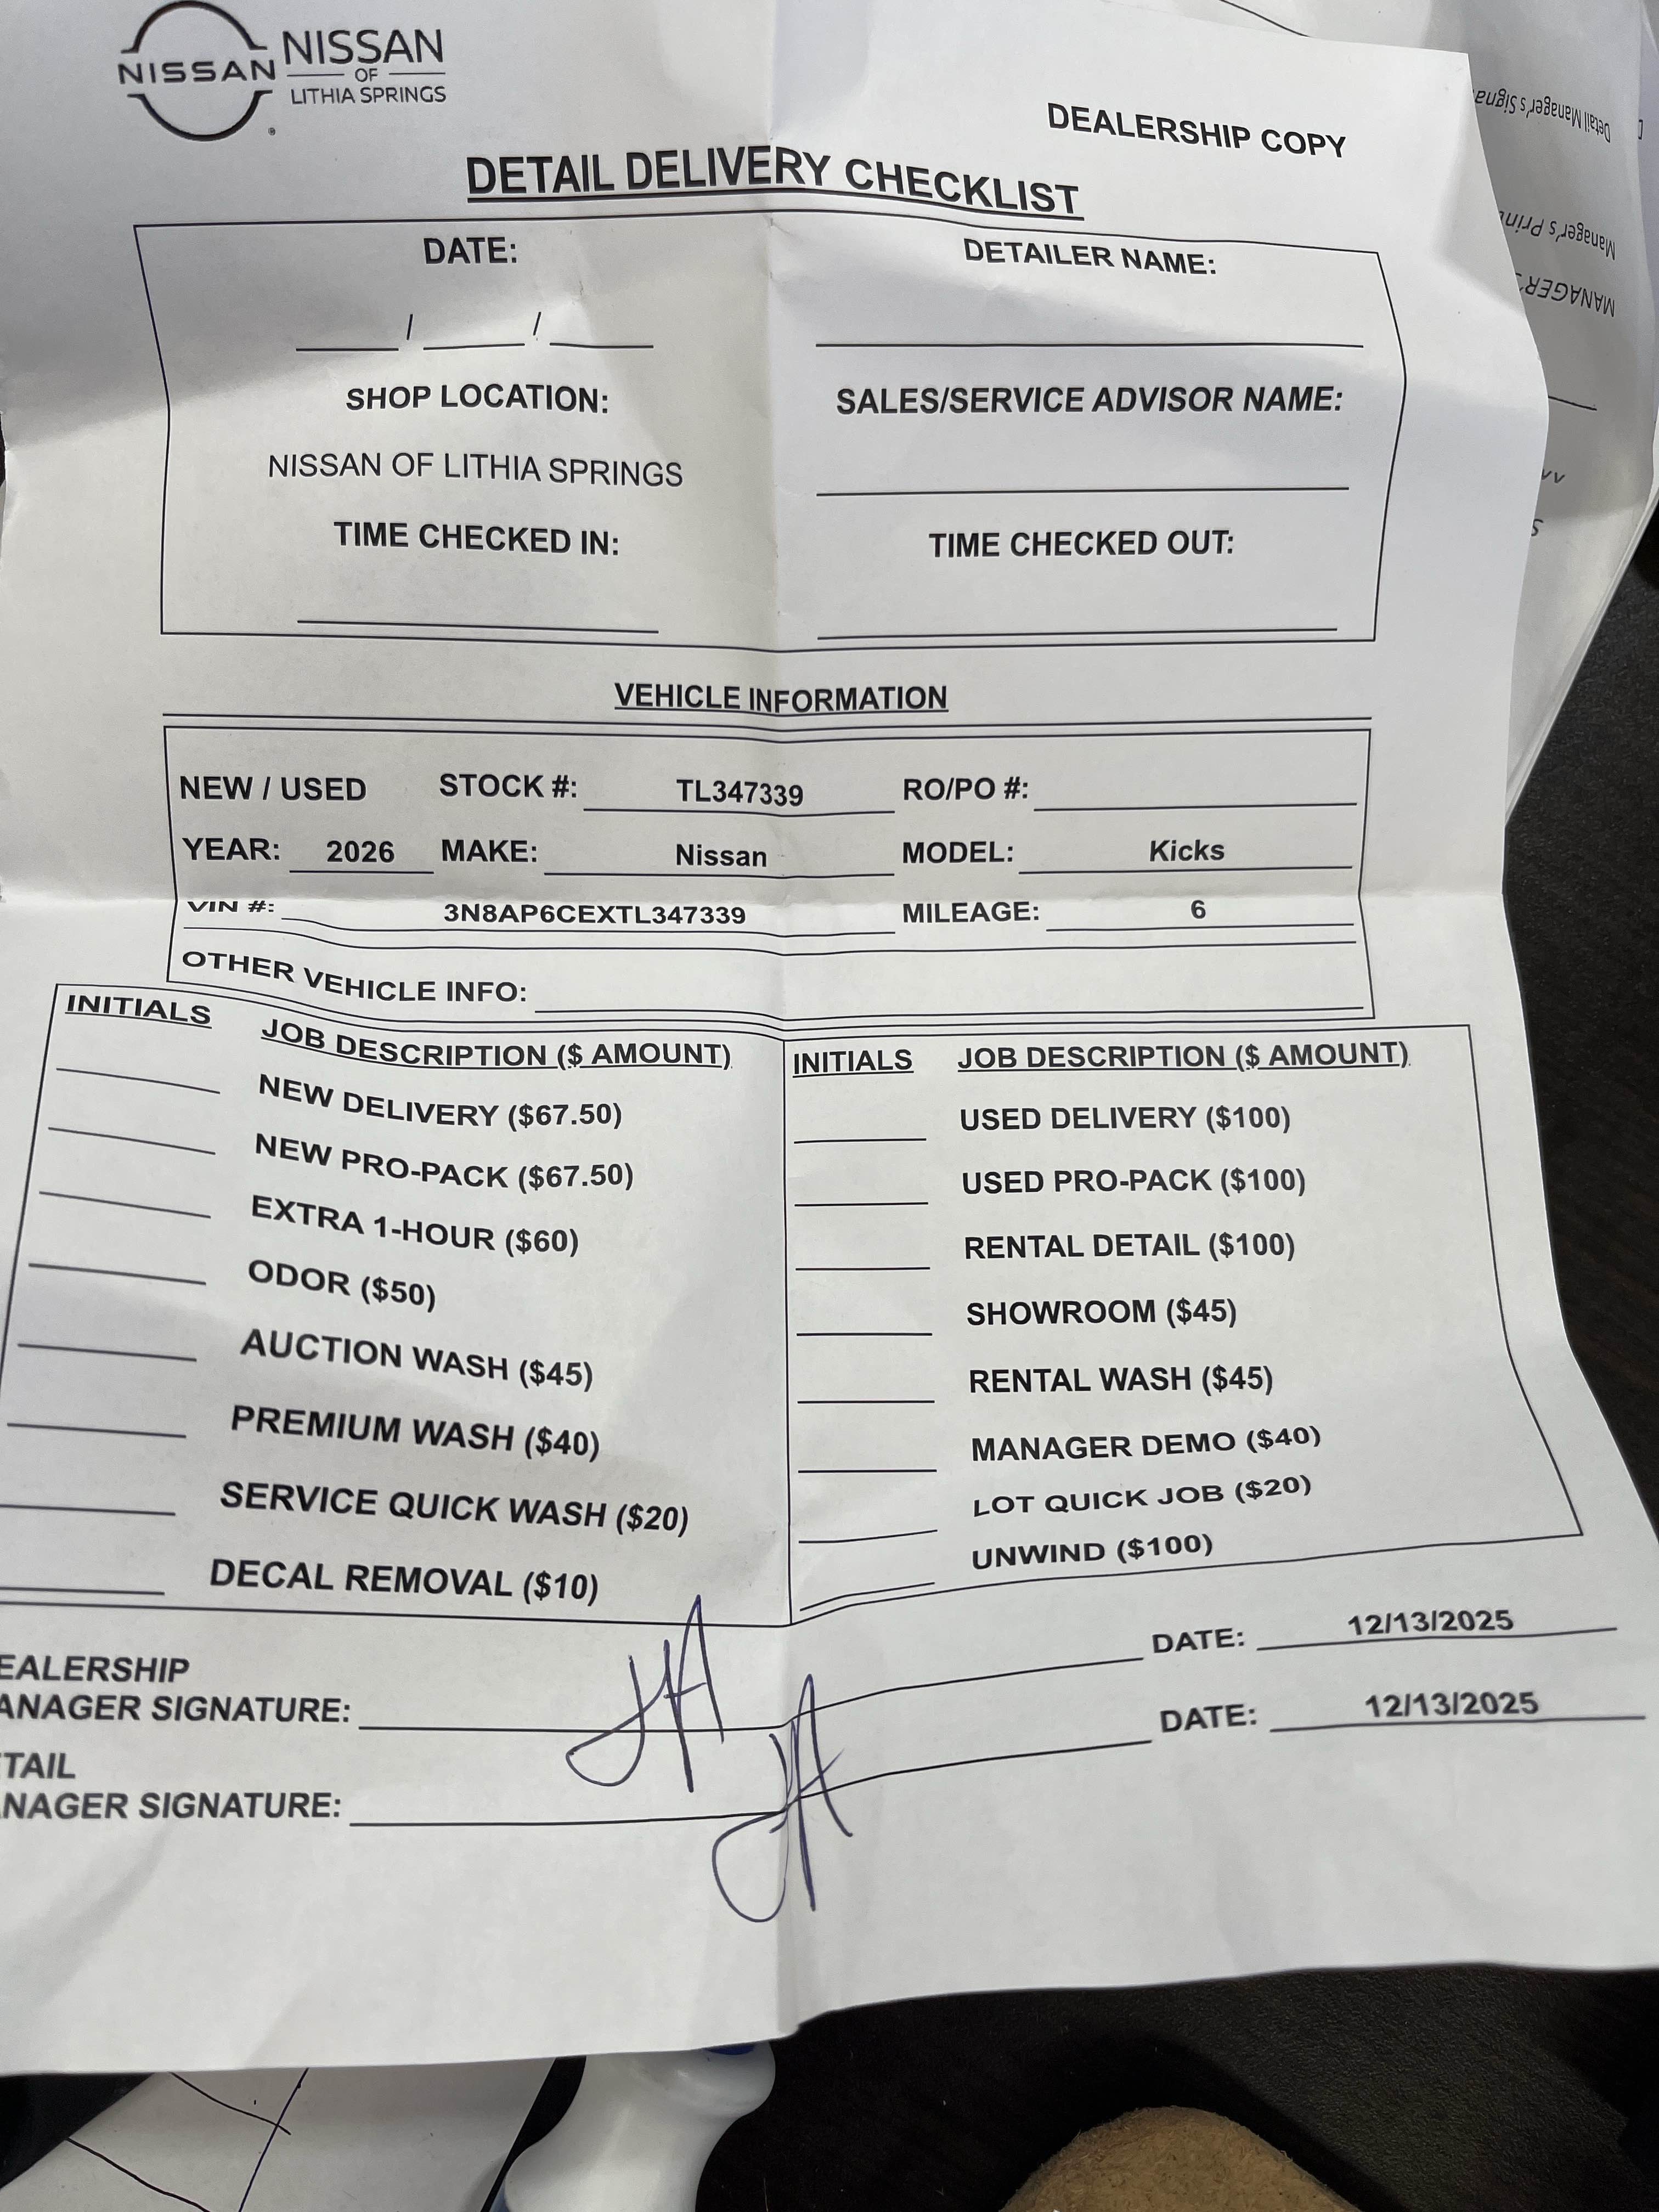 NISSAN
NISSAN
OF
LITHIA SPRINGS
DEALERSHIP COPY
DETAIL DELIVERY CHECKLIST
DATE: DETAILER NAME:
/ /
SHOP LOCATION: SALES/SERVICE ADVISOR NAME:
NISSAN OF LITHIA SPRINGS
TIME CHECKED IN: TIME CHECKED OUT:
VEHICLE INFORMATION
NEW / USED STOCK #: TL347339 RO/PO #:
YEAR: 2026 MAKE: Nissan MODEL: Kicks
VIN #: 3N8AP6CEXTL347339 MILEAGE: 6
OTHER VEHICLE INFO:
INITIALS JOB DESCRIPTION ($ AMOUNT)
NEW DELIVERY ($67.50)
NEW PRO-PACK ($67.50)
EXTRA 1-HOUR ($60)
ODOR ($50)
AUCTION WASH ($45)
PREMIUM WASH ($40)
SERVICE QUICK WASH ($20)
DECAL REMOVAL ($10)
INITIALS JOB DESCRIPTION ($ AMOUNT)
USED DELIVERY ($100)
USED PRO-PACK ($100)
RENTAL DETAIL ($100)
SHOWROOM ($45)
RENTAL WASH ($45)
MANAGER DEMO ($40)
LOT QUICK JOB ($20)
UNWIND ($100)
EALERSHIP
ANAGER SIGNATURE: DATE: 12/13/2025
TAIL
NAGER SIGNATURE: DATE: 12/13/2025
Detail Manager's Signa
Manager's Prin
MANAGER'S